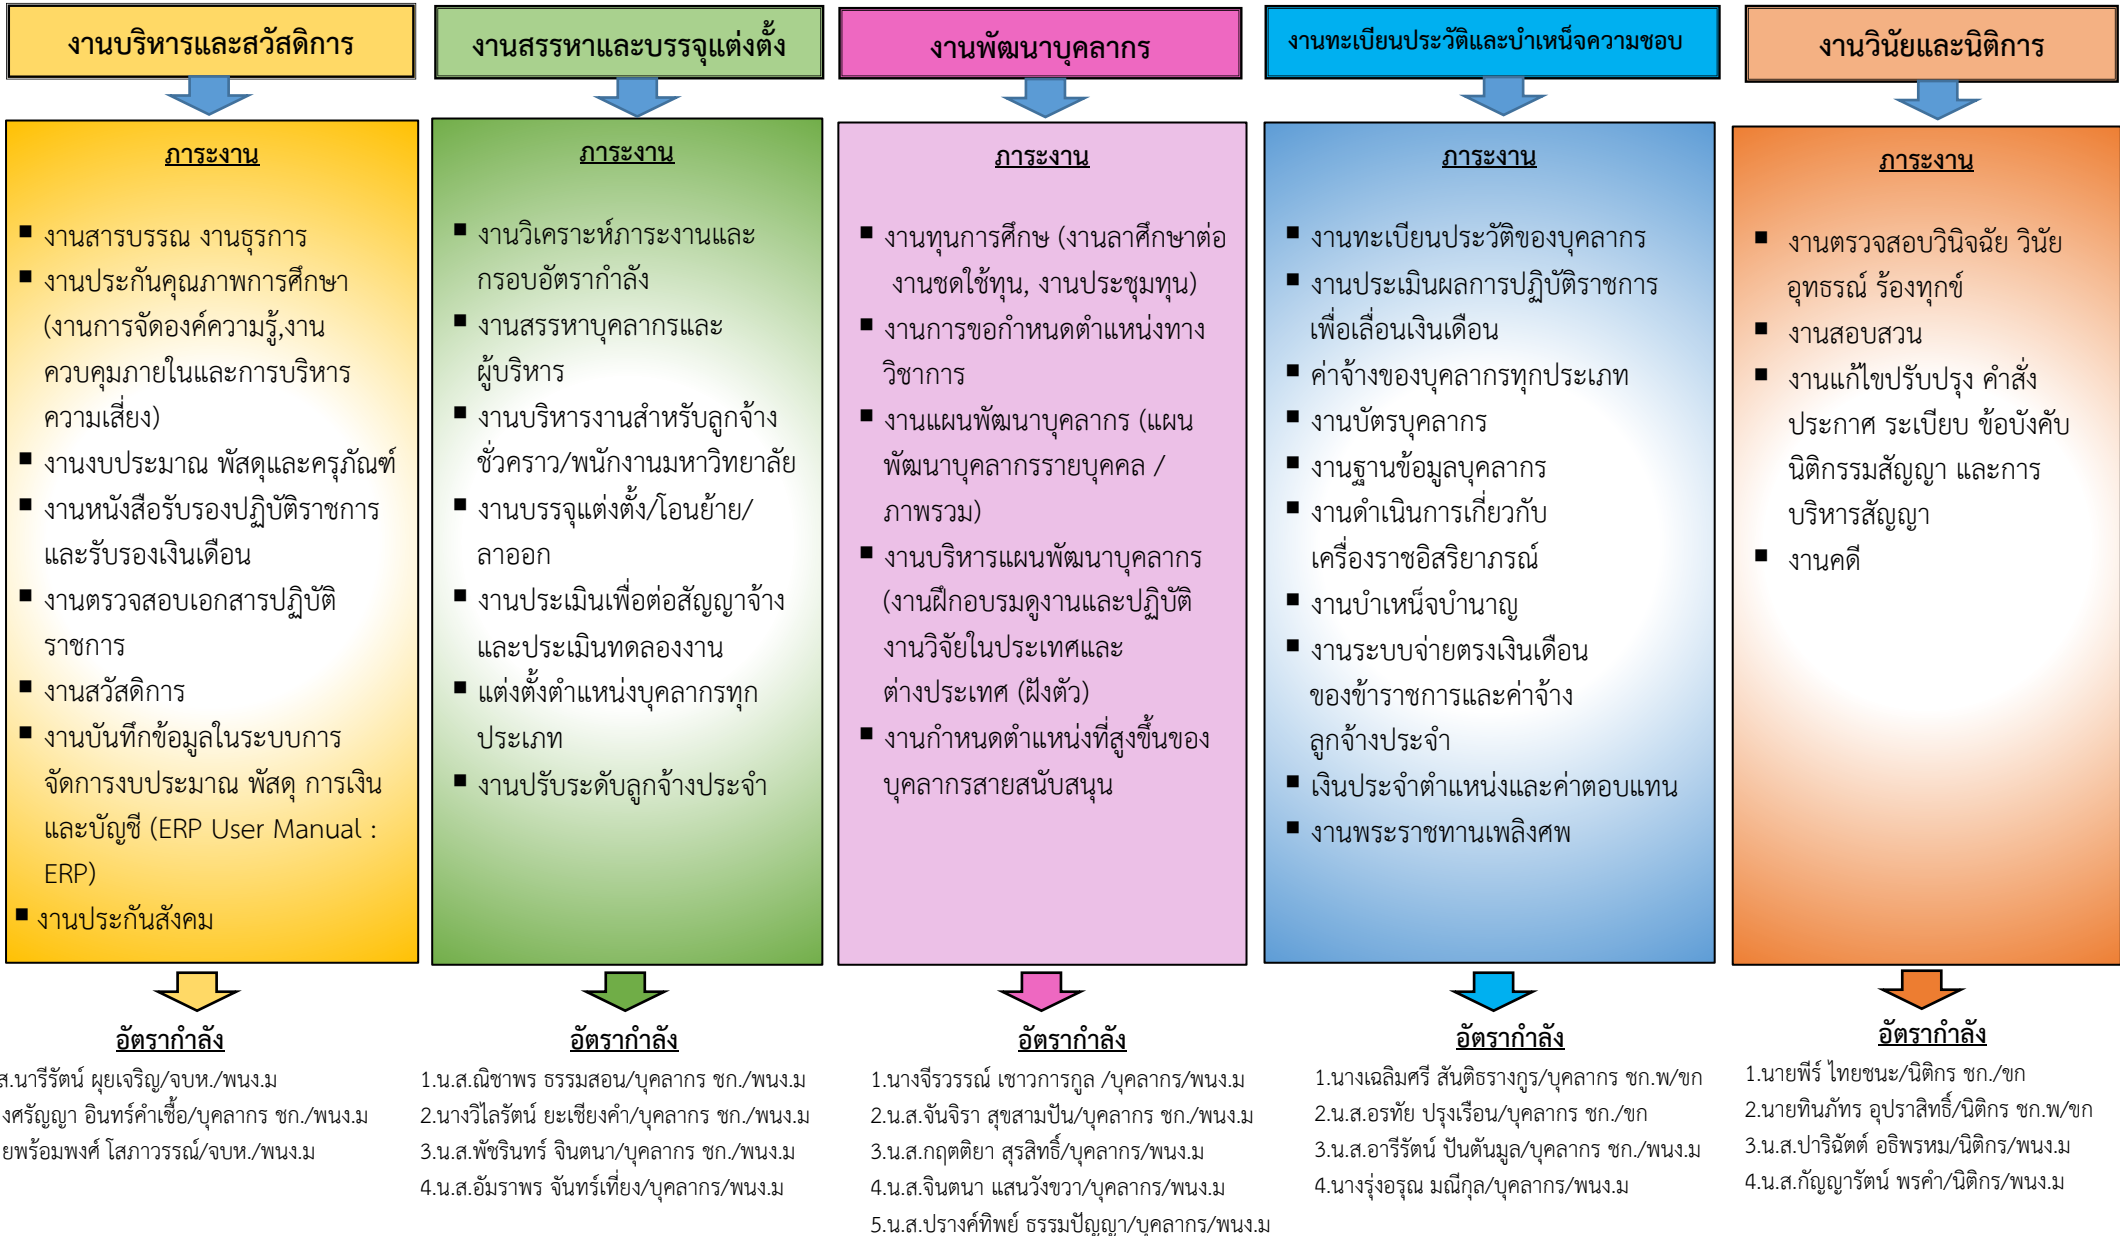 งานบริหารและสวัสดิการ
ภาระงาน
■ งานสารบรรณ งานธุรการ
■ งานประกันคุณภาพการศึกษา
(งานการจัดองค์ความรู้,งาน
ควบคุมภายในและการบริหาร
ความเสี่ยง)
■ งานงบประมาณ พัสดุและครุภัณฑ์
■ งานหนังสือรับรองปฏิบัติราชการ
และรับรองเงินเดือน
■ งานตรวจสอบเอกสารปฏิบัติ
ราชการ
■ งานสวัสดิการ
■ งานบันทึกข้อมูลในระบบการ
จัดการงบประมาณ พัสดุ การเงิน
และบัญชี (ERP User Manual :
ERP)
■ งานประกันสังคม
อัตรากำลัง
ส.นารีรัตน์ ผุยเจริญ/จบห./พนง.ม
งศรัญญา อินทร์คำเชื้อ/บุคลากร ชก./พนง.ม
ยพร้อมพงศ์ โสภาวรรณ์/จบห./พนง.ม
งานสรรหาและบรรจุแต่งตั้ง
ภาระงาน
■ งานวิเคราะห์ภาระงานและ
กรอบอัตรากำลัง
■ งานสรรหาบุคลากรและ
ผู้บริหาร
■ งานบริหารงานสำหรับลูกจ้าง
ชั่วคราว/พนักงานมหาวิทยาลัย
■ งานบรรจุแต่งตั้ง/โอนย้าย/
ลาออก
■ งานประเมินเพื่อต่อสัญญาจ้าง
และประเมินทดลองงาน
■ แต่งตั้งตำแหน่งบุคลากรทุก
ประเภท
■ งานปรับระดับลูกจ้างประจำ
อัตรากำลัง
1.น.ส.ณิชาพร ธรรมสอน/บุคลากร ชก./พนง.ม
2.นางวิไลรัตน์ ยะเชียงคำ/บุคลากร ชก./พนง.ม
3.น.ส.พัชรินทร์ จินตนา/บุคลากร ชก./พนง.ม
4.น.ส.อัมราพร จันทร์เที่ยง/บุคลากร/พนง.ม
งานพัฒนาบุคลากร
ภาระงาน
■ งานทุนการศึกษ (งานลาศึกษาต่อ
งานชดใช้ทุน, งานประชุมทุน)
■ งานการขอกำหนดตำแหน่งทาง
วิชาการ
■ งานแผนพัฒนาบุคลากร (แผน
พัฒนาบุคลากรรายบุคคล /
ภาพรวม)
■ งานบริหารแผนพัฒนาบุคลากร
(งานฝึกอบรมดูงานและปฏิบัติ
งานวิจัยในประเทศและ
ต่างประเทศ (ฝังตัว)
■ งานกำหนดตำแหน่งที่สูงขึ้นของ
บุคลากรสายสนับสนุน
อัตรากำลัง
1.นางจีรวรรณ์ เชาวการกูล /บุคลากร/พนง.ม
2.น.ส.จันจิรา สุขสามปัน/บุคลากร ชก./พนง.ม
3.น.ส.กฤตติยา สุรสิทธิ์/บุคลากร/พนง.ม
4.น.ส.จินตนา แสนวังขวา/บุคลากร/พนง.ม
5.น.ส.ปรางค์ทิพย์ ธรรมปัญญา/บุคลากร/พนง.ม
งานทะเบียนประวัติและบำเหน็จความชอบ
ภาระงาน
■ งานทะเบียนประวัติของบุคลากร
■ งานประเมินผลการปฏิบัติราชการ
เพื่อเลื่อนเงินเดือน
■ ค่าจ้างของบุคลากรทุกประเภท
■ งานบัตรบุคลากร
■ งานฐานข้อมูลบุคลากร
■ งานดำเนินการเกี่ยวกับ
เครื่องราชอิสริยาภรณ์
■ งานบำเหน็จบำนาญ
■ งานระบบจ่ายตรงเงินเดือน
ของข้าราชการและค่าจ้าง
ลูกจ้างประจำ
■ เงินประจำตำแหน่งและค่าตอบแทน
■ งานพระราชทานเพลิงศพ
อัตรากำลัง
1.นางเฉลิมศรี สันติธรางกูร/บุคลากร ชก.พ/ขก
2.น.ส.อรทัย ปรุงเรือน/บุคลากร ชก./ขก
3.น.ส.อารีรัตน์ ปันตันมูล/บุคลากร ชก./พนง.ม
4.นางรุ่งอรุณ มณีกุล/บุคลากร/พนง.ม
งานวินัยและนิติการ
ภาระงาน
■ งานตรวจสอบวินิจฉัย วินัย
อุทธรณ์ ร้องทุกข์
■ งานสอบสวน
■ งานแก้ไขปรับปรุง คำสั่ง
ประกาศ ระเบียบ ข้อบังคับ
นิติกรรมสัญญา และการ
บริหารสัญญา
■ งานคดี
อัตรากำลัง
1.นายพีร์ ไทยชนะ/นิติกร ชก./ขก
2.นายทินภัทร อุปราสิทธิ์/นิติกร ชก.พ/ขก
3.น.ส.ปาริฉัตต์ อธิพรหม/นิติกร/พนง.ม
4.น.ส.กัญญารัตน์ พรคำ/นิติกร/พนง.ม